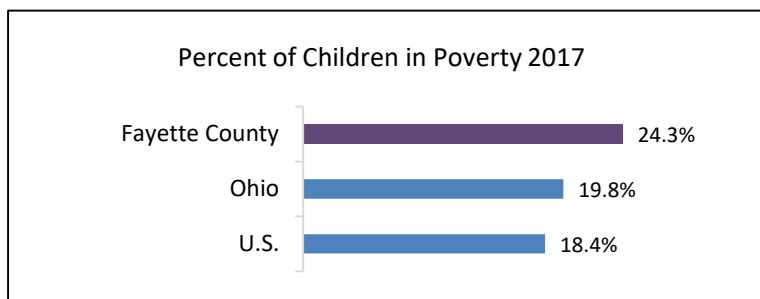 Percent of Children in Poverty 2017
Fayette County 24.3%
Ohio 19.8%
U.S. 18.4%